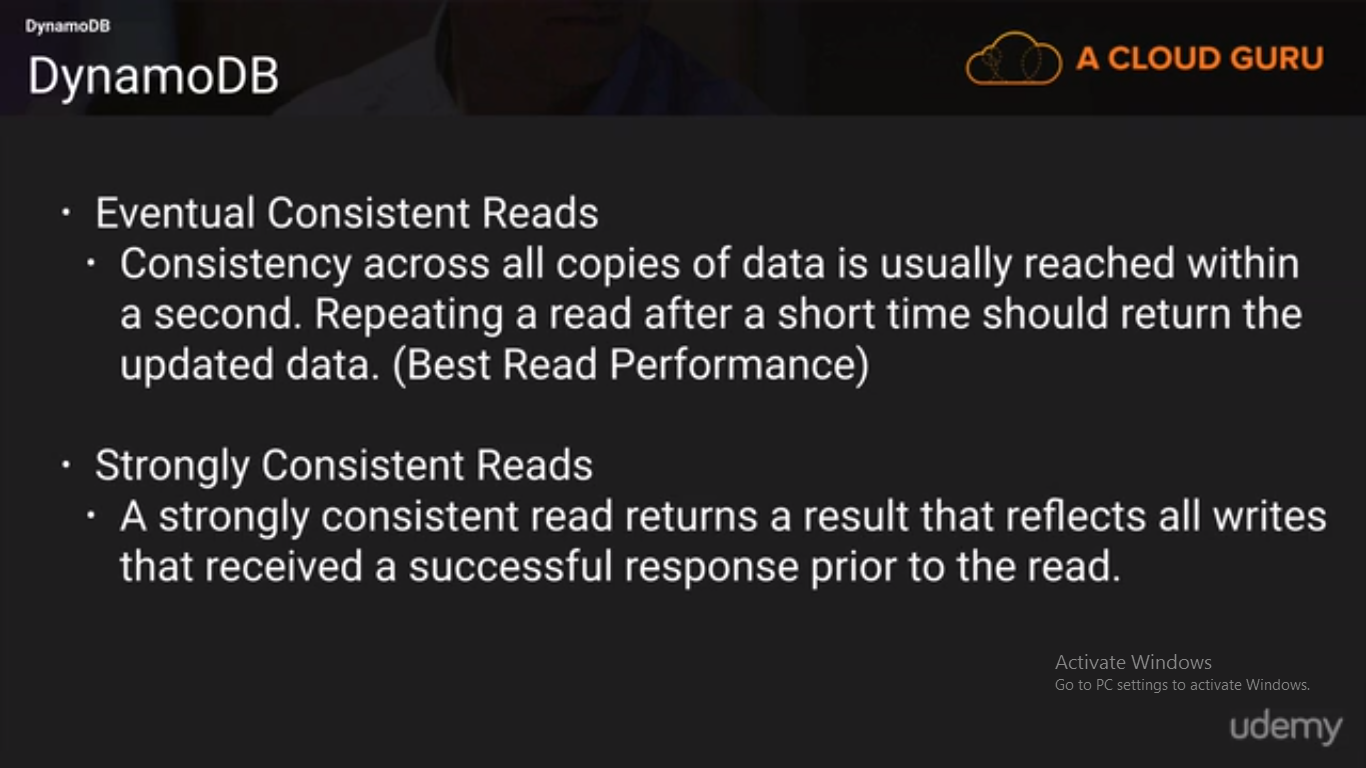 DynamoDB
DynamoDB
A CLOUD GURU
• Eventual Consistent Reads
• Consistency across all copies of data is usually reached within
a second. Repeating a read after a short time should return the
updated data. (Best Read Performance)
• Strongly Consistent Reads
• A strongly consistent read returns a result that reflects all writes
that received a successful response prior to the read.
Activate Windows
Go to PC settings to activate Windows.
udemy